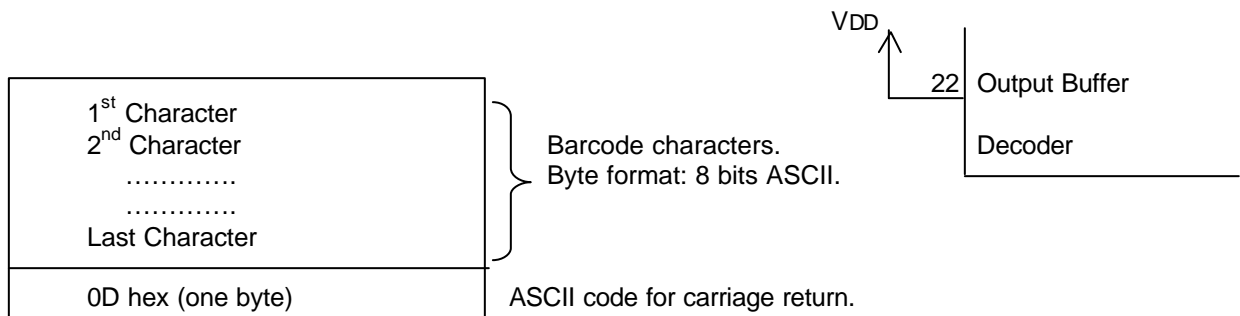 VDD
22 Output Buffer
Decoder
1st Character
2nd Character
………….
………….
Last Character
Barcode characters.
Byte format: 8 bits ASCII.
0D hex (one byte)
ASCII code for carriage return.